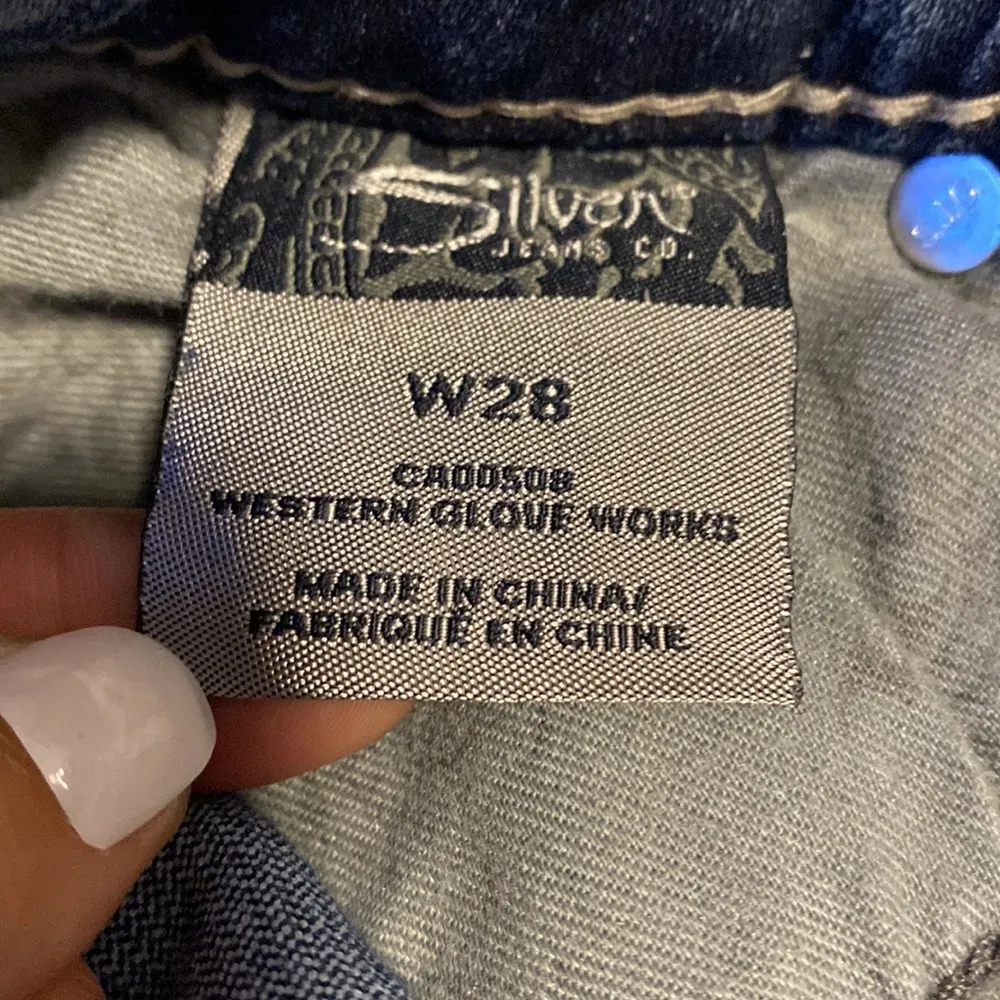 Silver
JEANS CO.
W28
CA00508
WESTERN GLOVE WORKS
MADE IN CHINA/
FABRIQUÉ EN CHINE